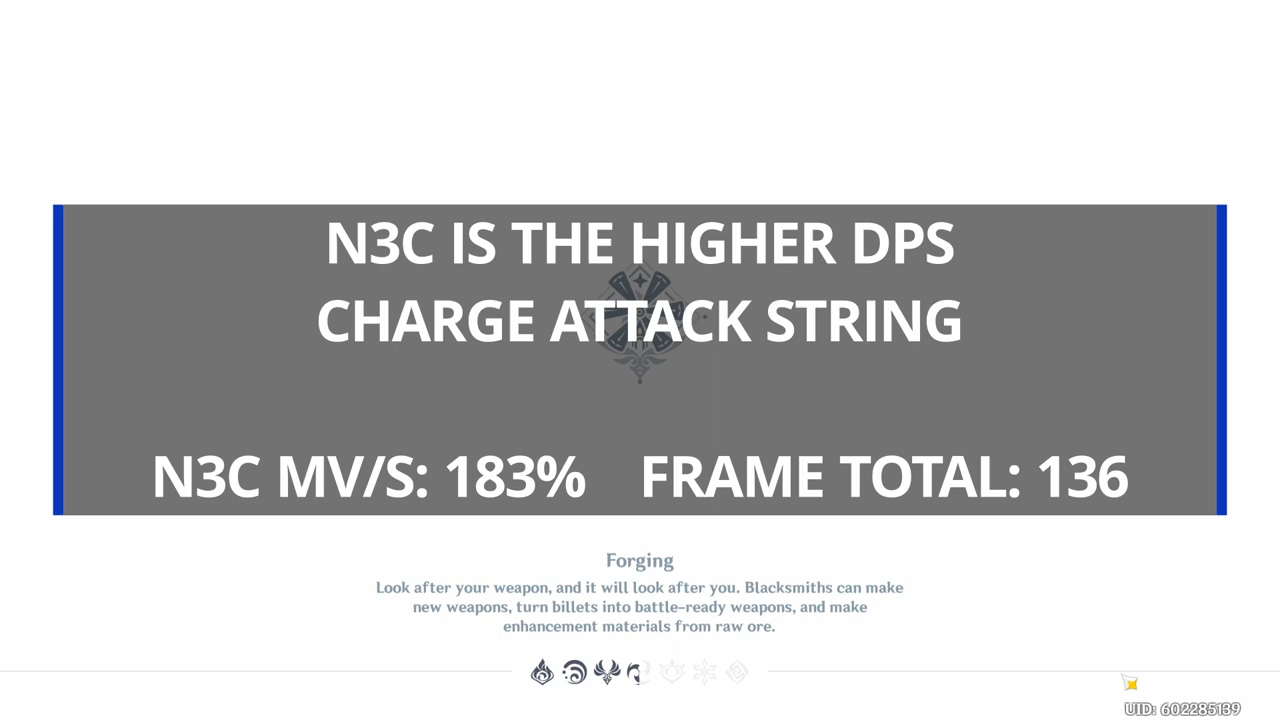 N3C IS THE HIGHER DPS
CHARGE ATTACK STRING
N3C MV/S: 183% FRAME TOTAL: 136
Forging
Look after your weapon, and it will look after you. Blacksmiths can make
new weapons, turn billets into battle-ready weapons, and make
enhancement materials from raw ore.
UID: 602285139